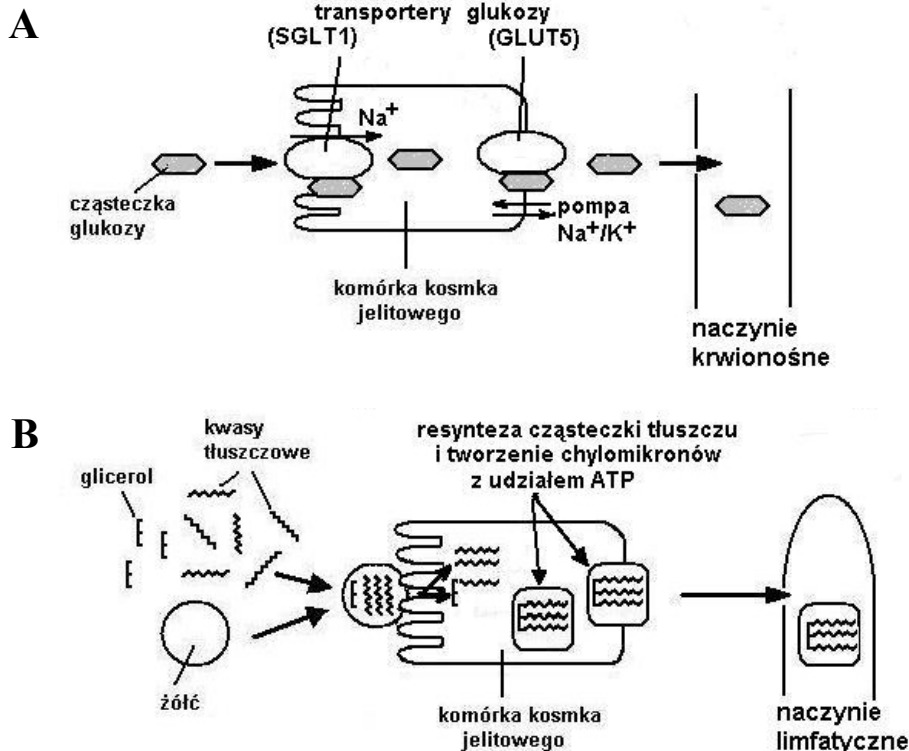 A
transportery glukozy
(SGLT1) (GLUT5)
Na+
cząsteczka
glukozy
pompa
Na+/K+
komórka kosmka
jelitowego
naczynie
krwionośne
B
kwasy
tłuszczowe
glicerol
resynteza cząsteczki tłuszczu
i tworzenie chylomikronów
z udziałem ATP
żółć
komórka kosmka
jelitowego
naczynie
limfatyczne